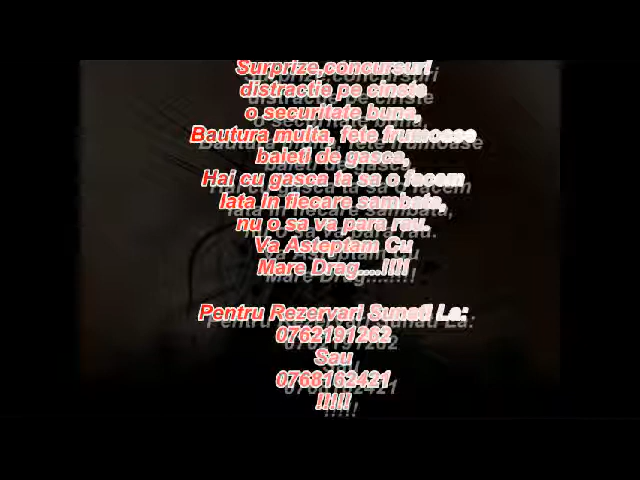 Surprize,concursuri
distractie pe cinste
o securitate buna,
Bautura multa, fete frumoase
baieti de gasca,
Hai cu gasca ta sa o facem
lata in fiecare sambata,
nu o sa va para rau.
Va Asteptam Cu
Mare Drag....!!!!
Pentru Rezervari Sunati La:
0762191262
Sau
0768162421
!!!!!